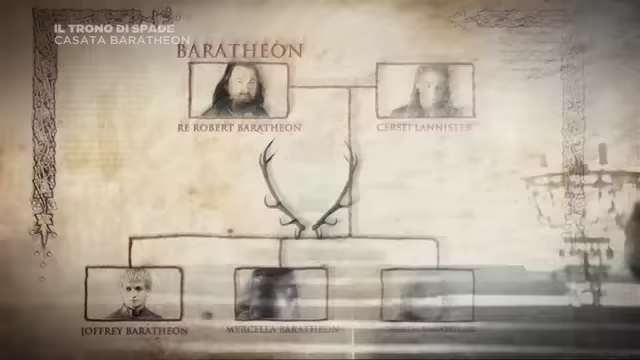 IL TRONO DI SPADE
CASATA BARATHEON
BARATHEON
RE ROBERT BARATHEON
CERSEI LANNISTER
JOFFREY BARATHEON
MYRCELLA BARATHEON